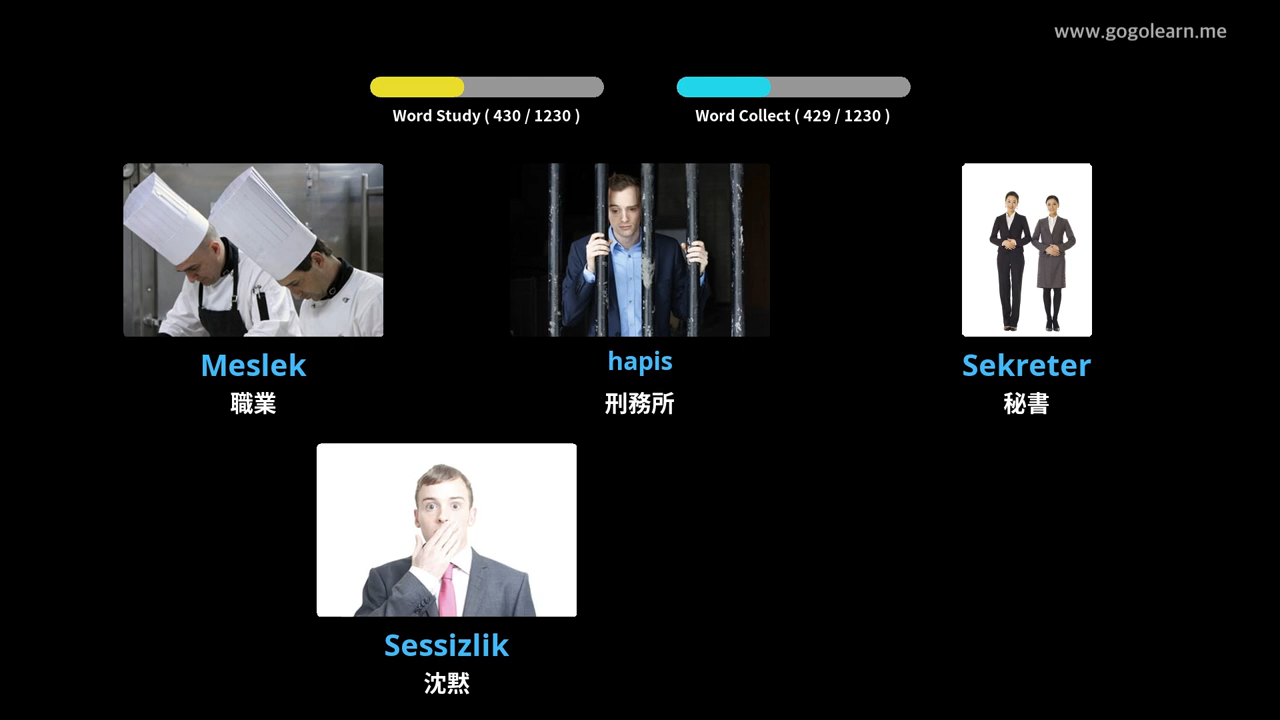 www.gogolearn.me
Word Study ( 430 / 1230 )
Word Collect ( 429 / 1230 )
Meslek
職業
hapis
刑務所
Sekreter
秘書
Sessizlik
沈黙